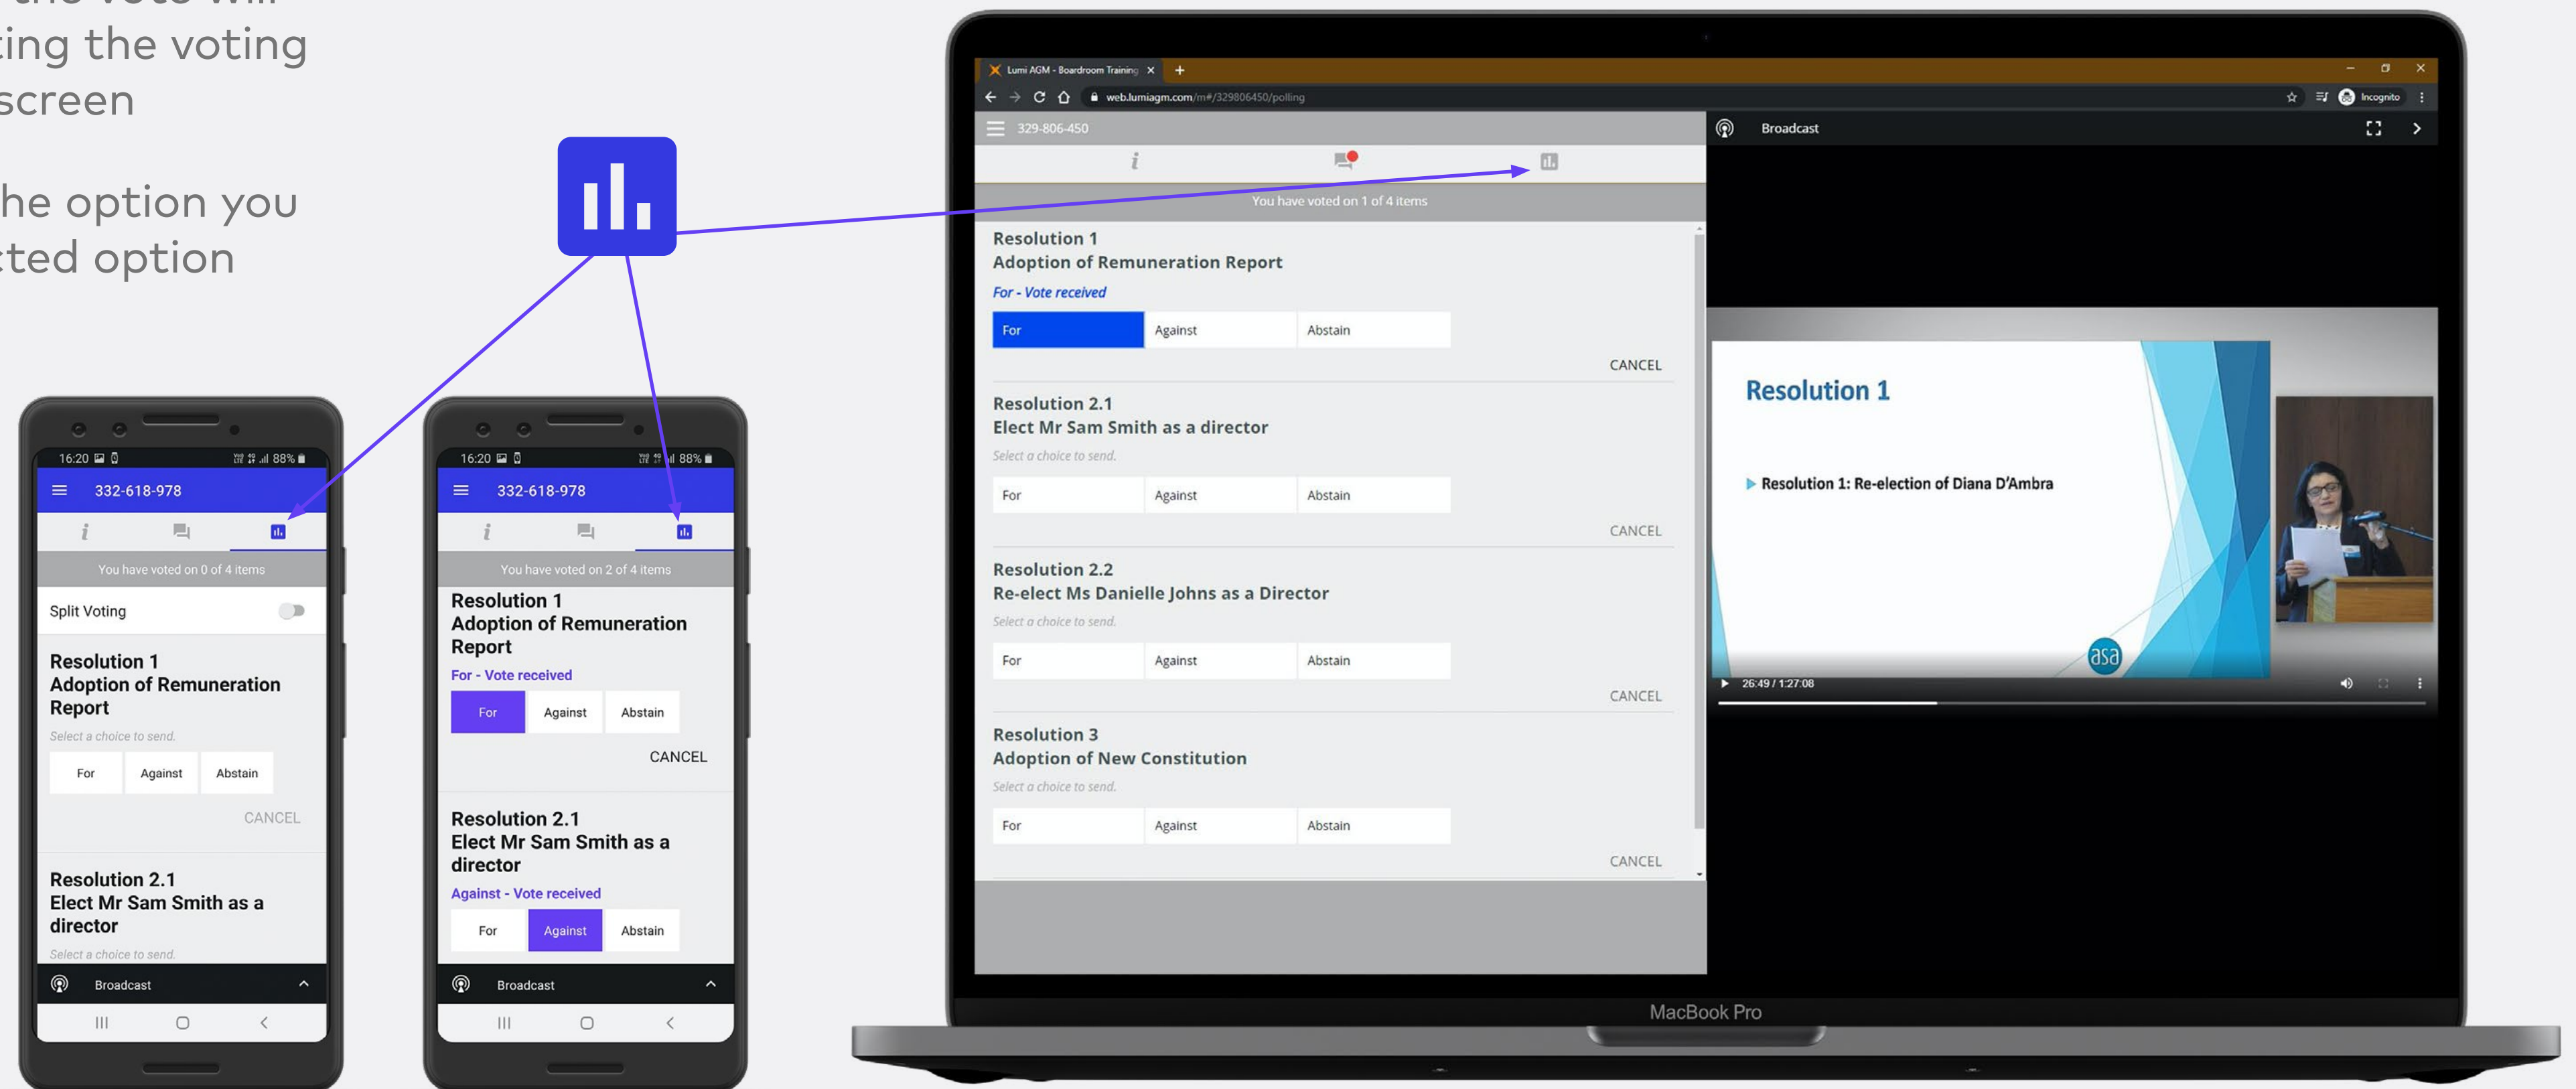 the vote will
ting the voting
screen
he option you
cted option
16:20 88%
332-618-978
i
You have voted on 0 of 4 items
Split Voting
Resolution 1
Adoption of Remuneration
Report
Select a choice to send.
For Against Abstain
CANCEL
Resolution 2.1
Elect Mr Sam Smith as a
director
Select a choice to send.
Broadcast
16:20 88%
332-618-978
i
You have voted on 2 of 4 items
Resolution 1
Adoption of Remuneration
Report
For - Vote received
For Against Abstain
CANCEL
Resolution 2.1
Elect Mr Sam Smith as a
director
Against - Vote received
For Against Abstain
Broadcast
Lumi AGM - Boardroom Training
web.lumiagm.com/m#/329806450/polling
Incognito
329-806-450
i
You have voted on 1 of 4 items
Resolution 1
Adoption of Remuneration Report
For - Vote received
For Against Abstain
CANCEL
Resolution 2.1
Elect Mr Sam Smith as a director
Select a choice to send.
For Against Abstain
CANCEL
Resolution 2.2
Re-elect Ms Danielle Johns as a Director
Select a choice to send.
For Against Abstain
CANCEL
Resolution 3
Adoption of New Constitution
Select a choice to send.
For Against Abstain
CANCEL
Broadcast
Resolution 1
Resolution 1: Re-election of Diana D'Ambra
asa
26:49 / 1:27:08
MacBook Pro